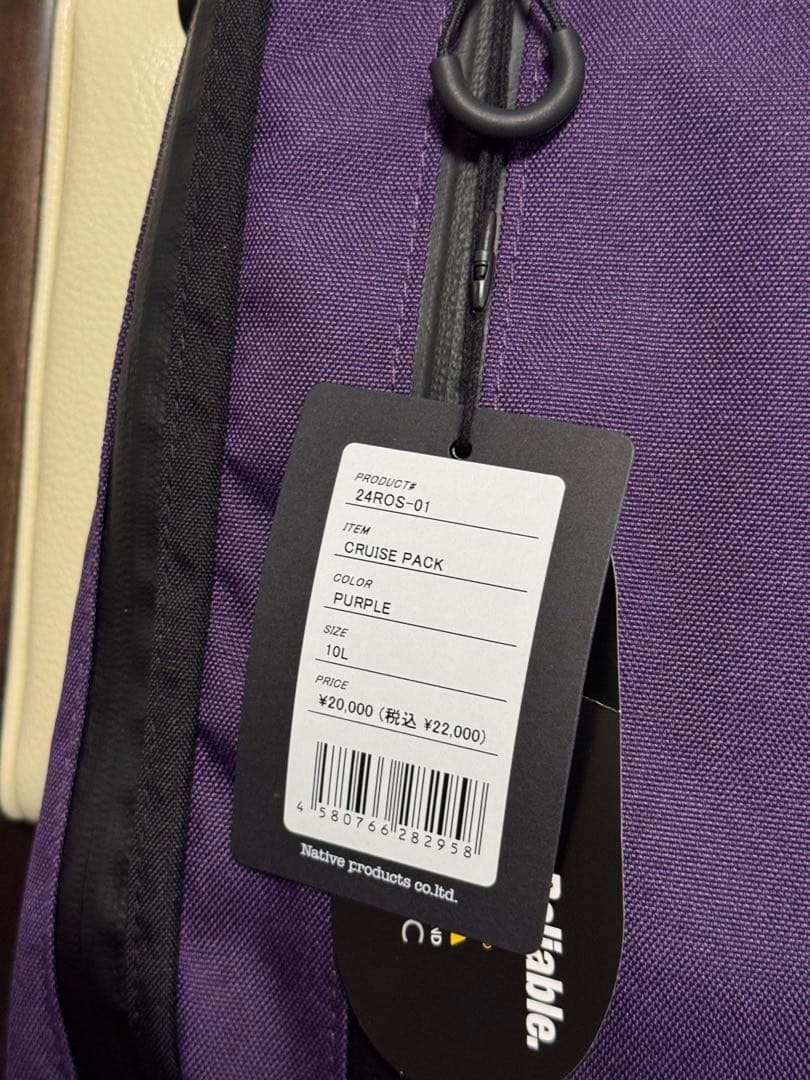 PRODUCT#
24ROS-01
ITEM
CRUISE PACK
COLOR
PURPLE
SIZE
10L
PRICE
¥20,000 (税込 ¥22,000)
4 580766 282958
Native products co.ltd.
Reliable.